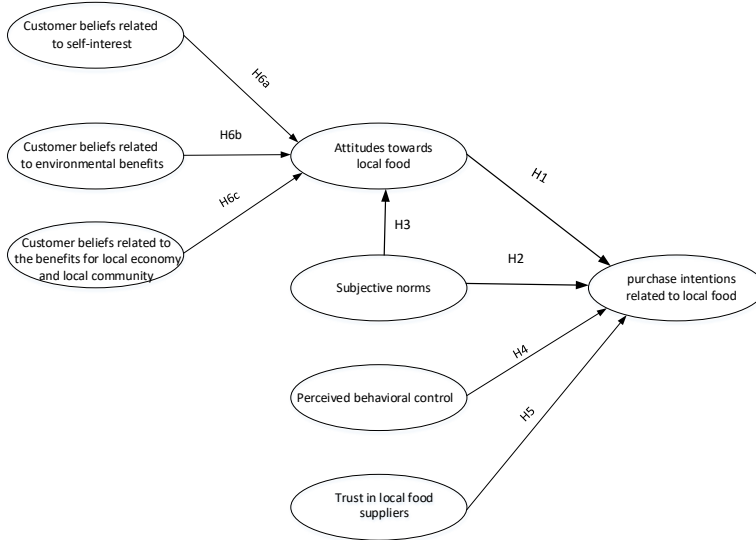 Customer beliefs related
to self-interest
H6a
Customer beliefs related
to environmental benefits
H6b
Attitudes towards
local food
H1
H6c
Customer beliefs related to
the benefits for local economy
and local community
H3
Subjective norms
H2
purchase intentions
related to local food
H4
Perceived behavioral control
H5
Trust in local food
suppliers